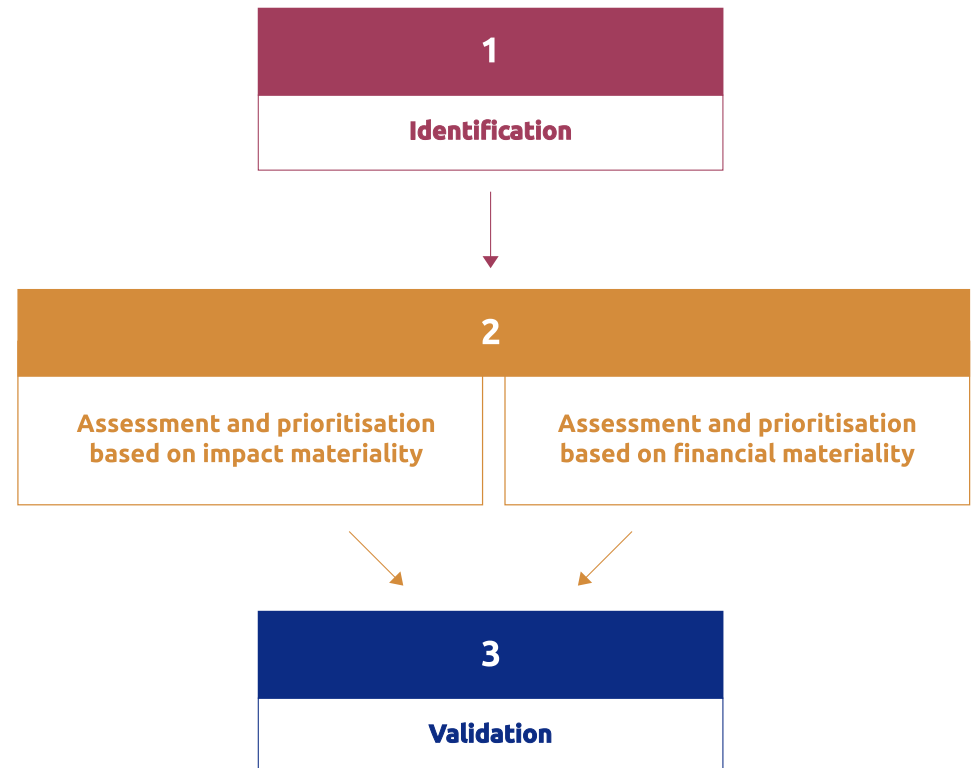 1
Identification
2
Assessment and prioritisation
based on impact materiality
Assessment and prioritisation
based on financial materiality
3
Validation